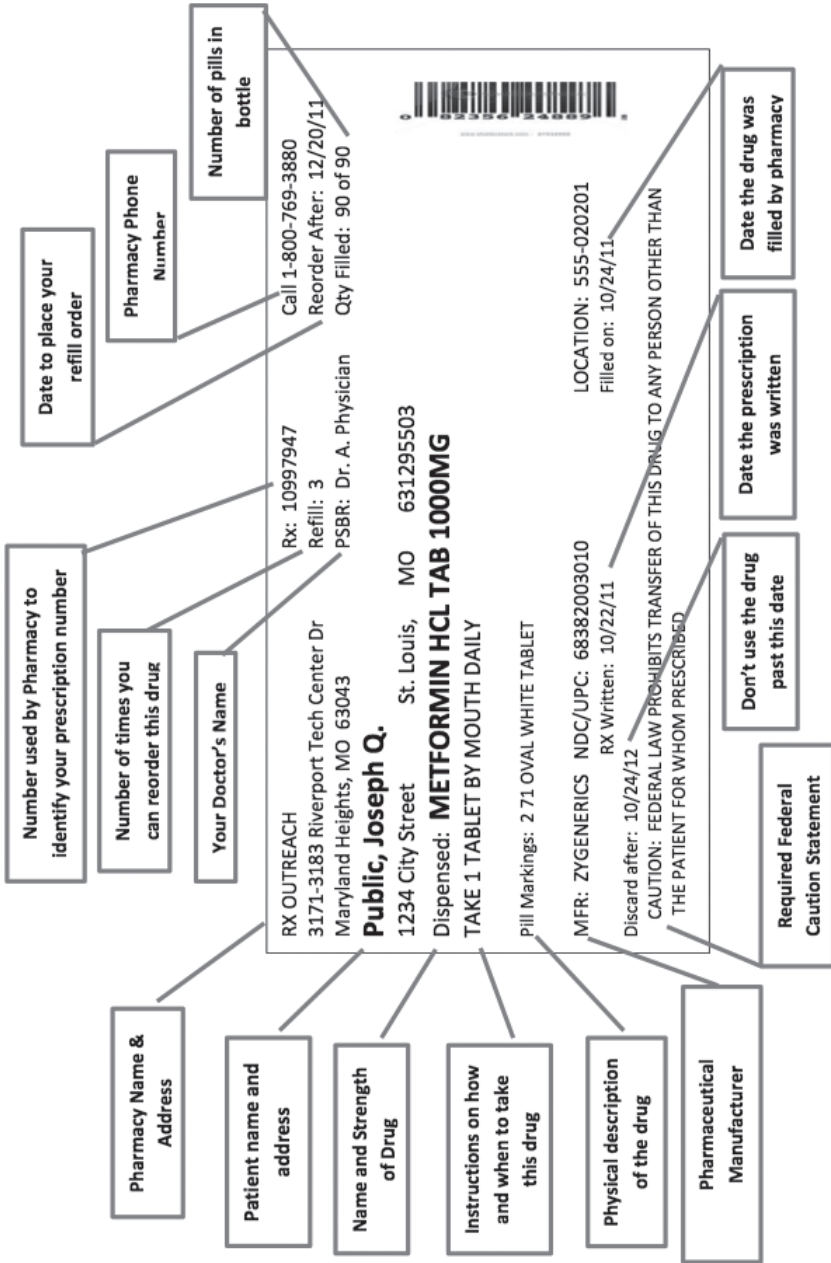 Number used by Pharmacy to
identify your prescription number
Number of times you
can reorder this drug
Your Doctor's Name
Date to place your
refill order
Pharmacy Phone
Number
Number of pills in
bottle
Pharmacy Name &
Address
Patient name and
address
Name and Strength
of Drug
Instructions on how
and when to take
this drug
Physical description
of the drug
Pharmaceutical
Manufacturer
RX OUTREACH
3171-3183 Riverport Tech Center Dr
Maryland Heights, MO 63043
Rx: 10997947
Refill: 3
PSBR: Dr. A. Physician
Call 1-800-769-3880
Reorder After: 12/20/11
Qty Filled: 90 of 90
Public, Joseph Q.
1234 City Street St. Louis, MO 631295503
Dispensed: METFORMIN HCL TAB 1000MG
TAKE 1 TABLET BY MOUTH DAILY
Pill Markings: 2 71 OVAL WHITE TABLET
MFR: ZYGENERICS NDC/UPC: 68382003010 LOCATION: 555-020201
RX Written: 10/22/11 Filled on: 10/24/11
Discard after: 10/24/12
CAUTION: FEDERAL LAW PROHIBITS TRANSFER OF THIS DRUG TO ANY PERSON OTHER THAN
THE PATIENT FOR WHOM PRESCRIBED
0 82356 24889
Required Federal
Caution Statement
Don't use the drug
past this date
Date the prescription
was written
Date the drug was
filled by pharmacy